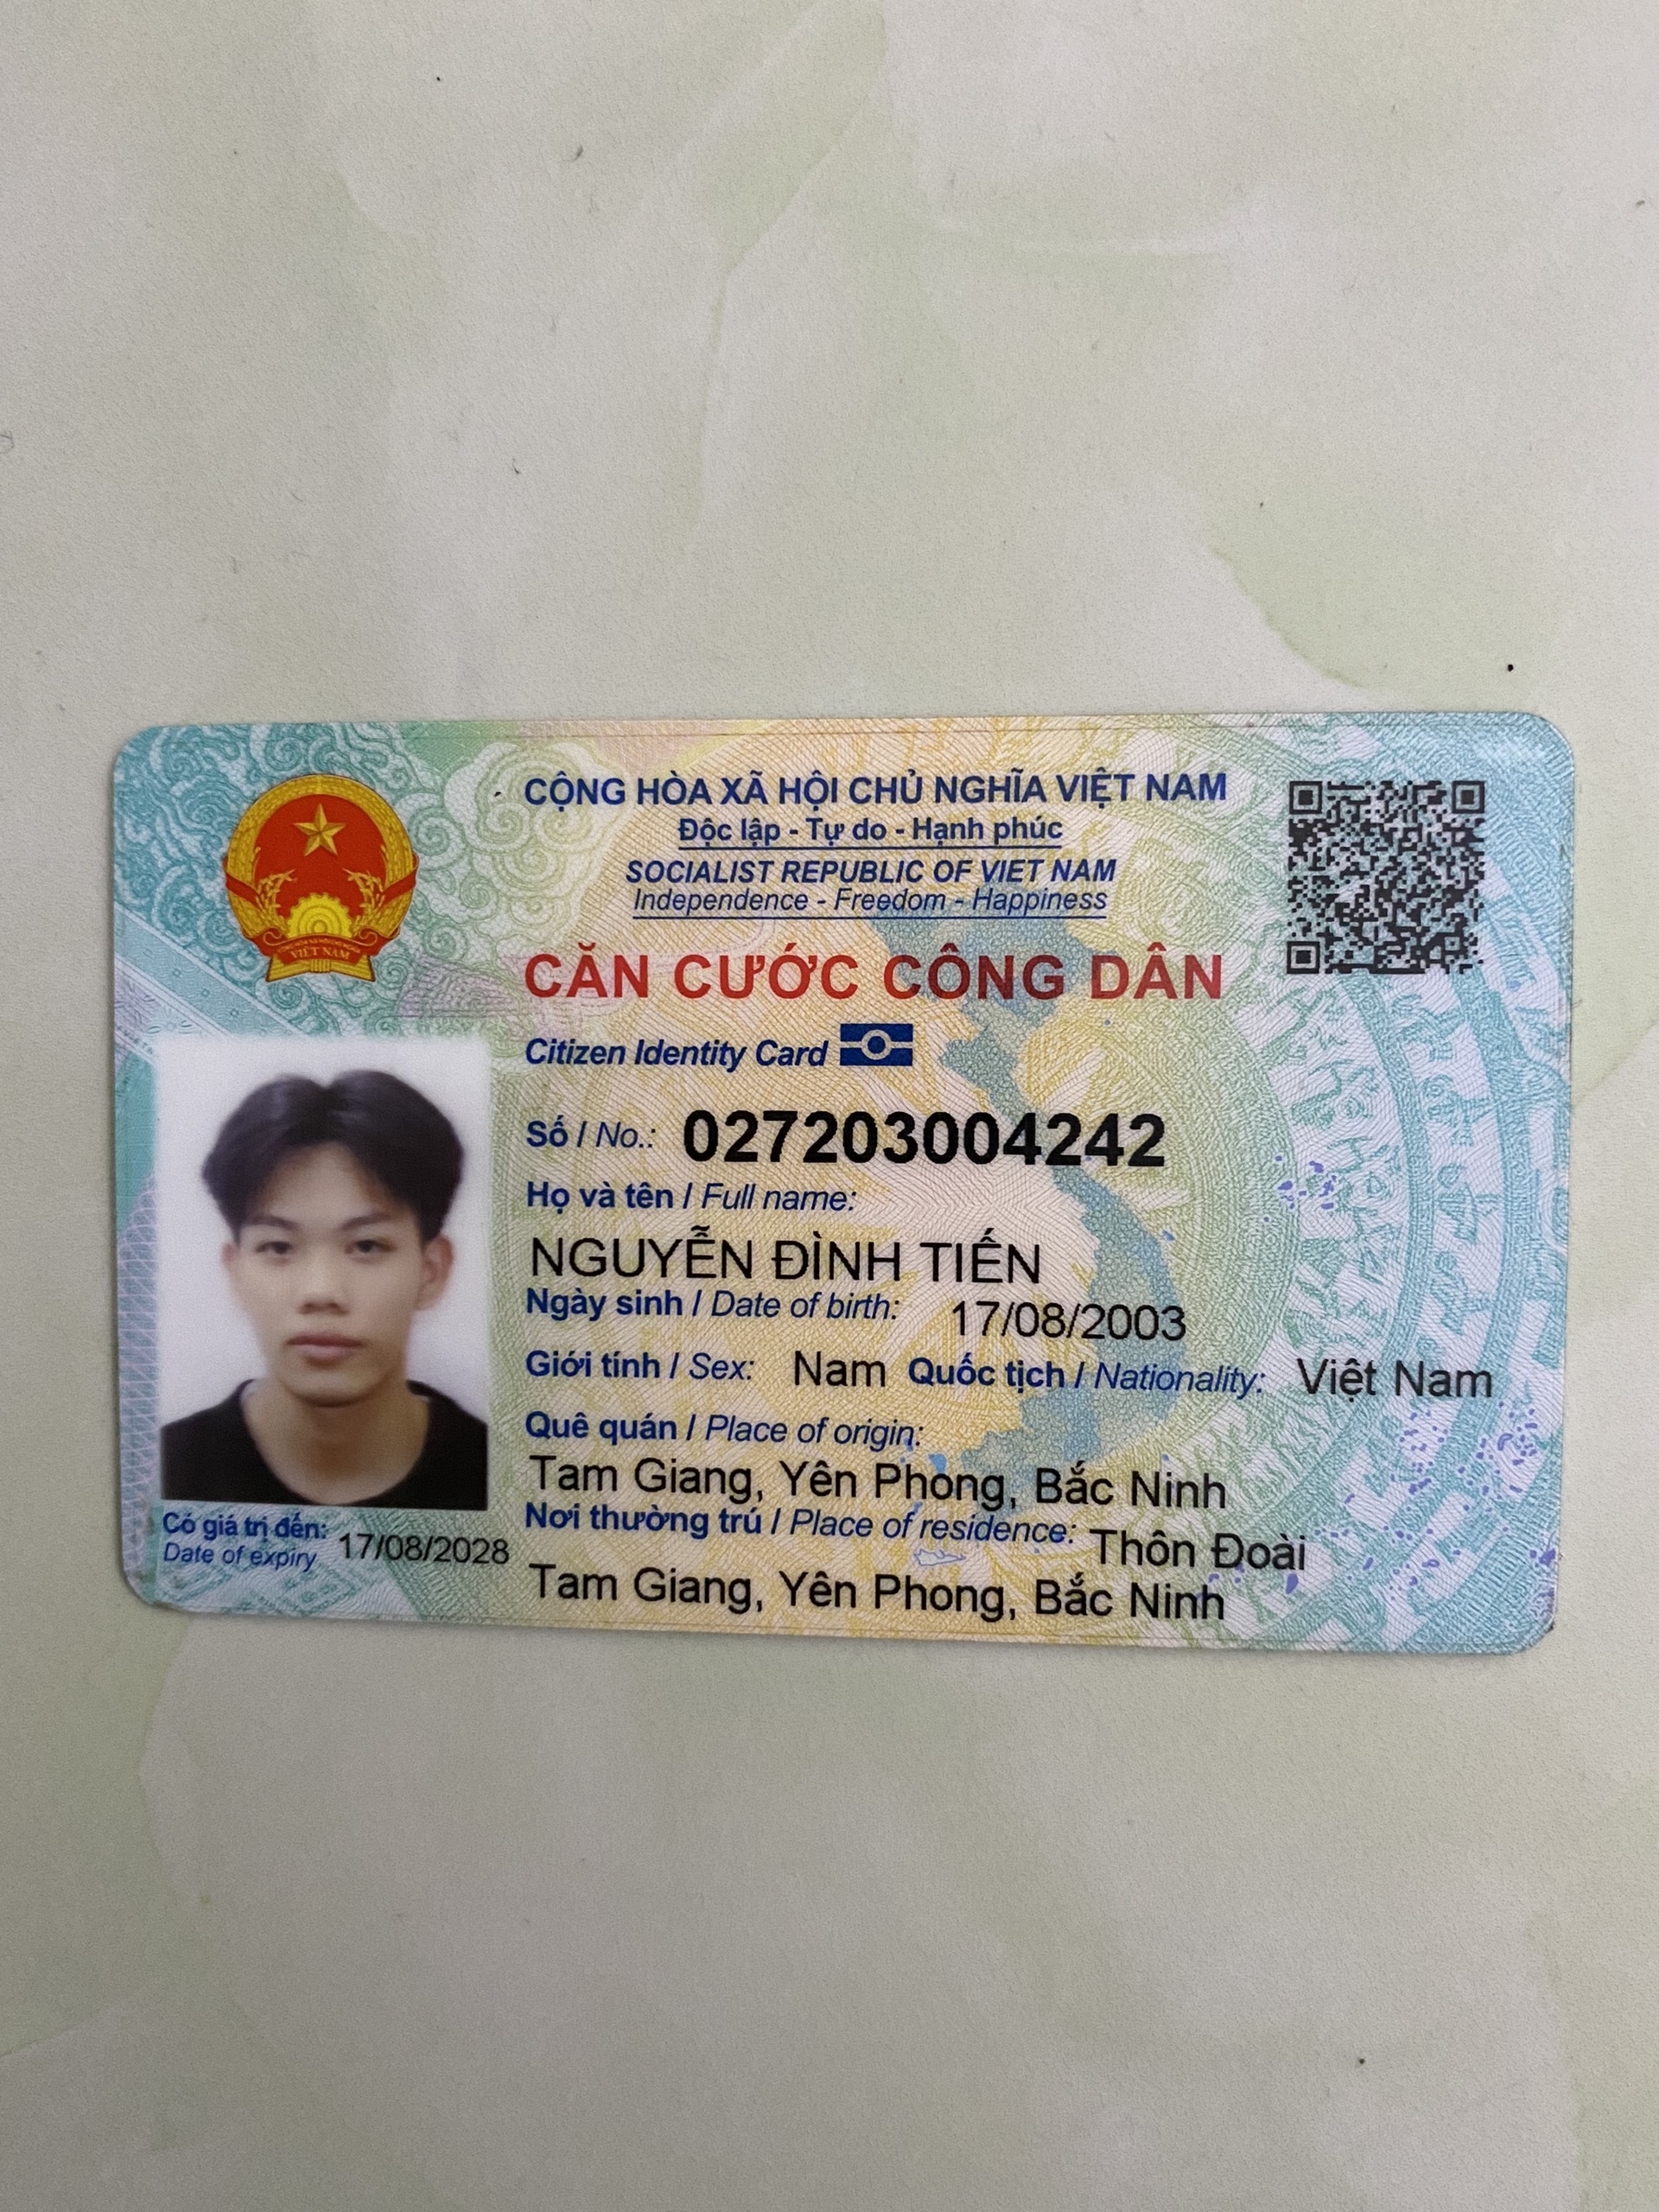 CỘNG HÒA XÃ HỘI CHỦ NGHĨA VIỆT NAM
Độc lập - Tự do - Hạnh phúc
SOCIALIST REPUBLIC OF VIET NAM
Independence - Freedom - Happiness
CĂN CƯỚC CÔNG DÂN
Citizen Identity Card
Số / No.: 027203004242
Họ và tên / Full name:
NGUYỄN ĐÌNH TIẾN
Ngày sinh / Date of birth: 17/08/2003
Giới tính / Sex: Nam Quốc tịch / Nationality: Việt Nam
Quê quán / Place of origin:
Tam Giang, Yên Phong, Bắc Ninh
Nơi thường trú / Place of residence: Thôn Đoài
Tam Giang, Yên Phong, Bắc Ninh
Có giá trị đến: 17/08/2028
Date of expiry
VIỆT NAM